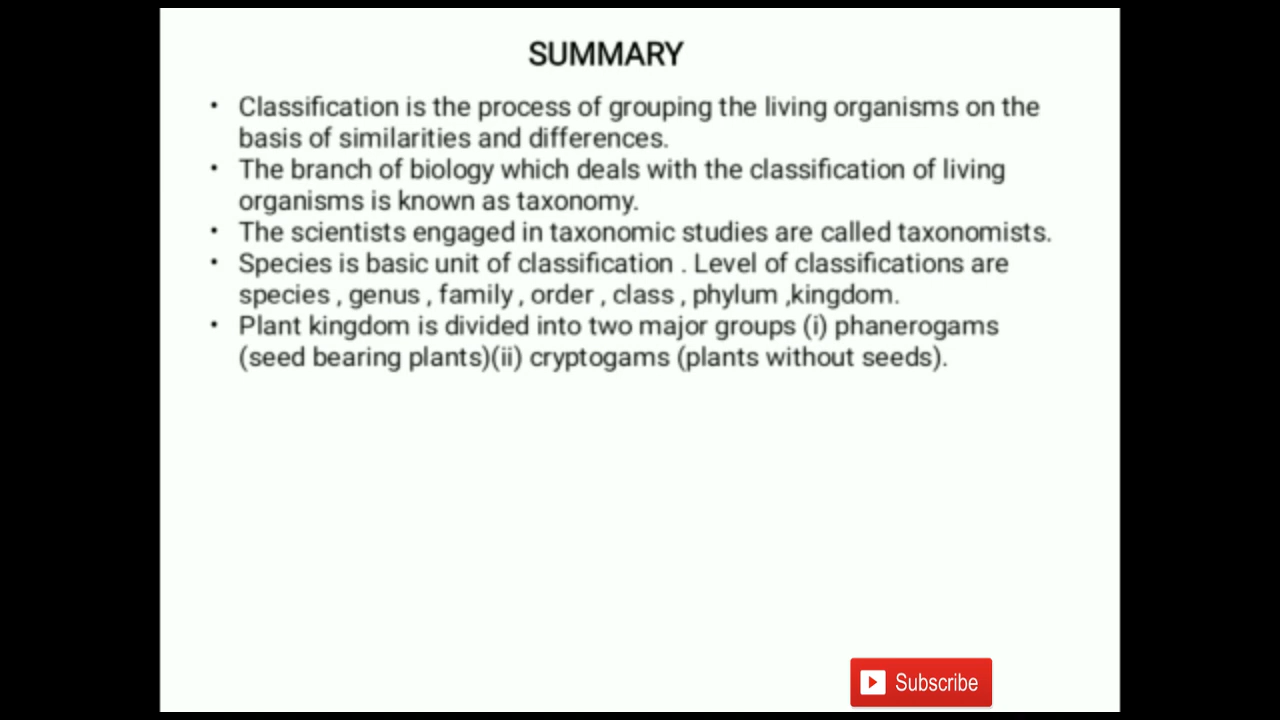 SUMMARY
• Classification is the process of grouping the living organisms on the
basis of similarities and differences.
• The branch of biology which deals with the classification of living
organisms is known as taxonomy.
• The scientists engaged in taxonomic studies are called taxonomists.
• Species is basic unit of classification . Level of classifications are
species , genus , family , order , class , phylum ,kingdom.
• Plant kingdom is divided into two major groups (i) phanerogams
(seed bearing plants)(ii) cryptogams (plants without seeds).
Subscribe